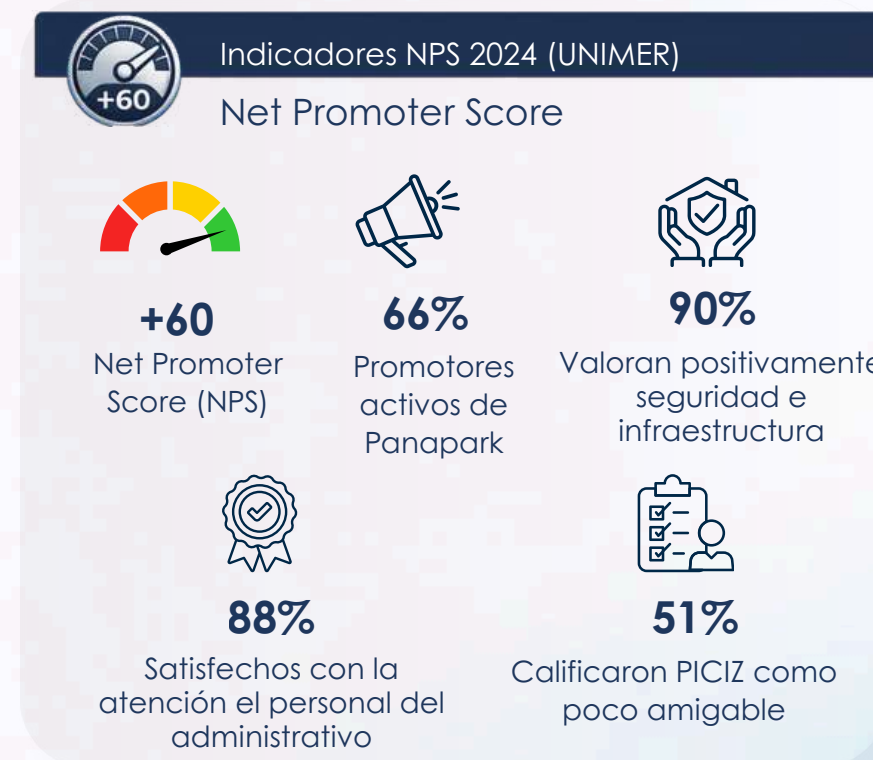 Indicadores NPS 2024 (UNIMER)
+60
Net Promoter Score
+60
Net Promoter
Score (NPS)
66%
Promotores
activos de
Panapark
90%
Valoran positivamente
seguridad e
infraestructura
88%
Satisfechos con la
atención el personal del
administrativo
51%
Calificaron PICIZ como
poco amigable